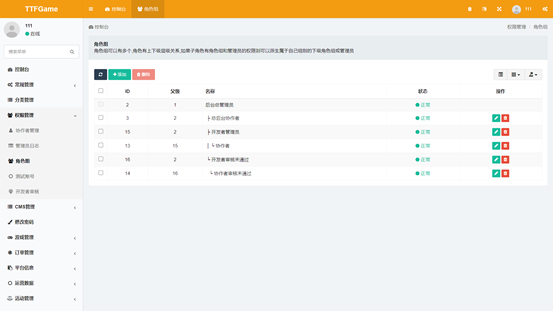 TTFGame
控制台
角色组
111
111
在线
搜索菜单
控制台
常规管理
分类管理
权限管理
协作者管理
管理员日志
角色组
测试账号
开发者审核
CMS管理
修改密码
游戏管理
订单管理
平台信息
运营数据
活动管理
控制台
权限管理 / 角色组
角色组
角色组可以有多个,角色有上下级层级关系,如果子角色有角色组和管理员的权限则可以派生属于自己组别的下级角色组或管理员
添加 删除
ID 父级 名称 状态 操作
2 1 后台总管理员 正常
3 2 ├ 总后台协作者 正常
15 2 ├ 开发者管理员 正常
13 15 │ └ 协作者 正常
16 2 └ 开发者审核未通过 正常
14 16 └ 协作者审核未通过 正常